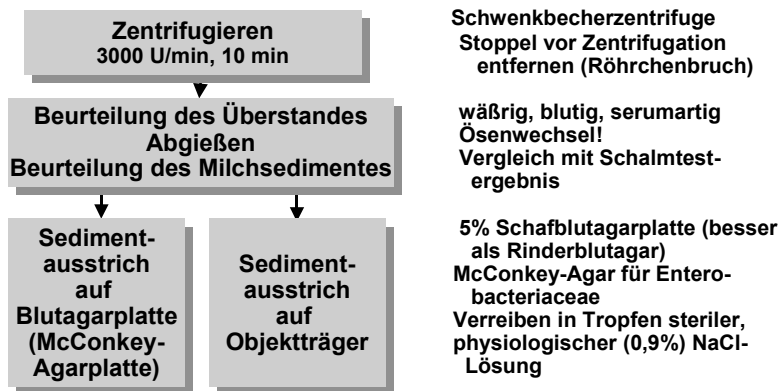 Zentrifugieren
3000 U/min, 10 min
Schwenkbecherzentrifuge
Stoppel vor Zentrifugation
entfernen (Röhrchenbruch)
Beurteilung des Überstandes
Abgießen
Beurteilung des Milchsedimentes
wäßrig, blutig, serumartig
Ösenwechsel!
Vergleich mit Schalmtest-
ergebnis
Sediment-
ausstrich
auf
Blutagarplatte
(McConkey-
Agarplatte)
Sediment-
ausstrich
auf
Objektträger
5% Schafblutagarplatte (besser
als Rinderblutagar)
McConkey-Agar für Entero-
bacteriaceae
Verreiben in Tropfen steriler,
physiologischer (0,9%) NaCl-
Lösung